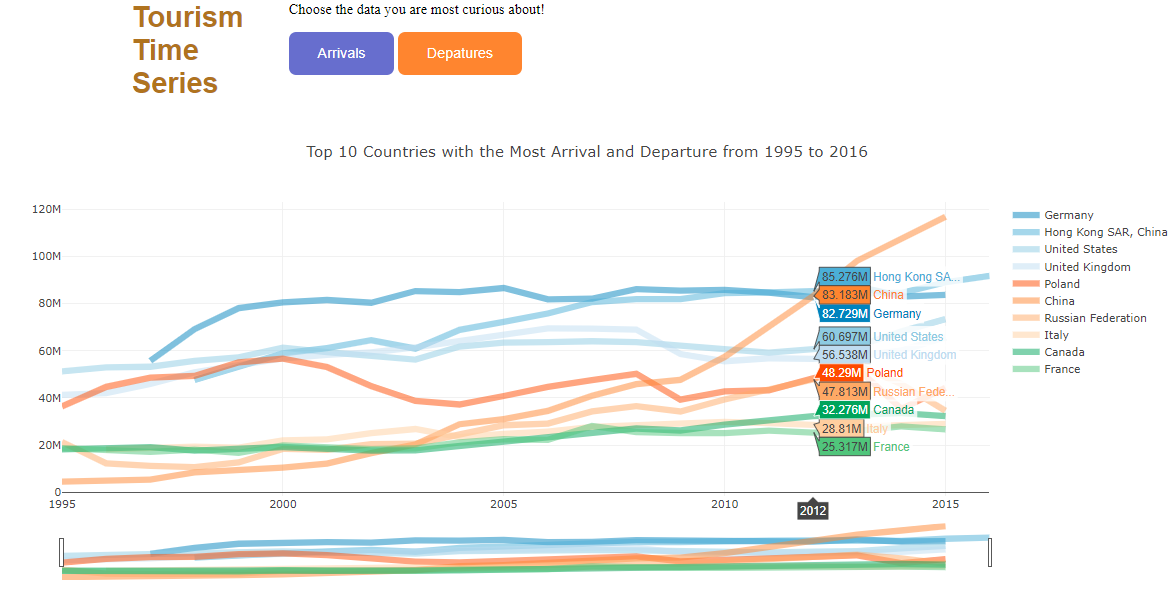 Tourism
Time
Series
Choose the data you are most curious about!
Arrivals
Depatures
Top 10 Countries with the Most Arrival and Departure from 1995 to 2016
120M
100M
80M
60M
40M
20M
0
1995
2000
2005
2010
2015
2012
85.276M Hong Kong SA...
83.183M China
82.729M Germany
60.697M United States
56.538M United Kingdom
48.29M Poland
47.813M Russian Fede...
32.276M Canada
28.81M Italy
25.317M France
Germany
Hong Kong SAR, China
United States
United Kingdom
Poland
China
Russian Federation
Italy
Canada
France